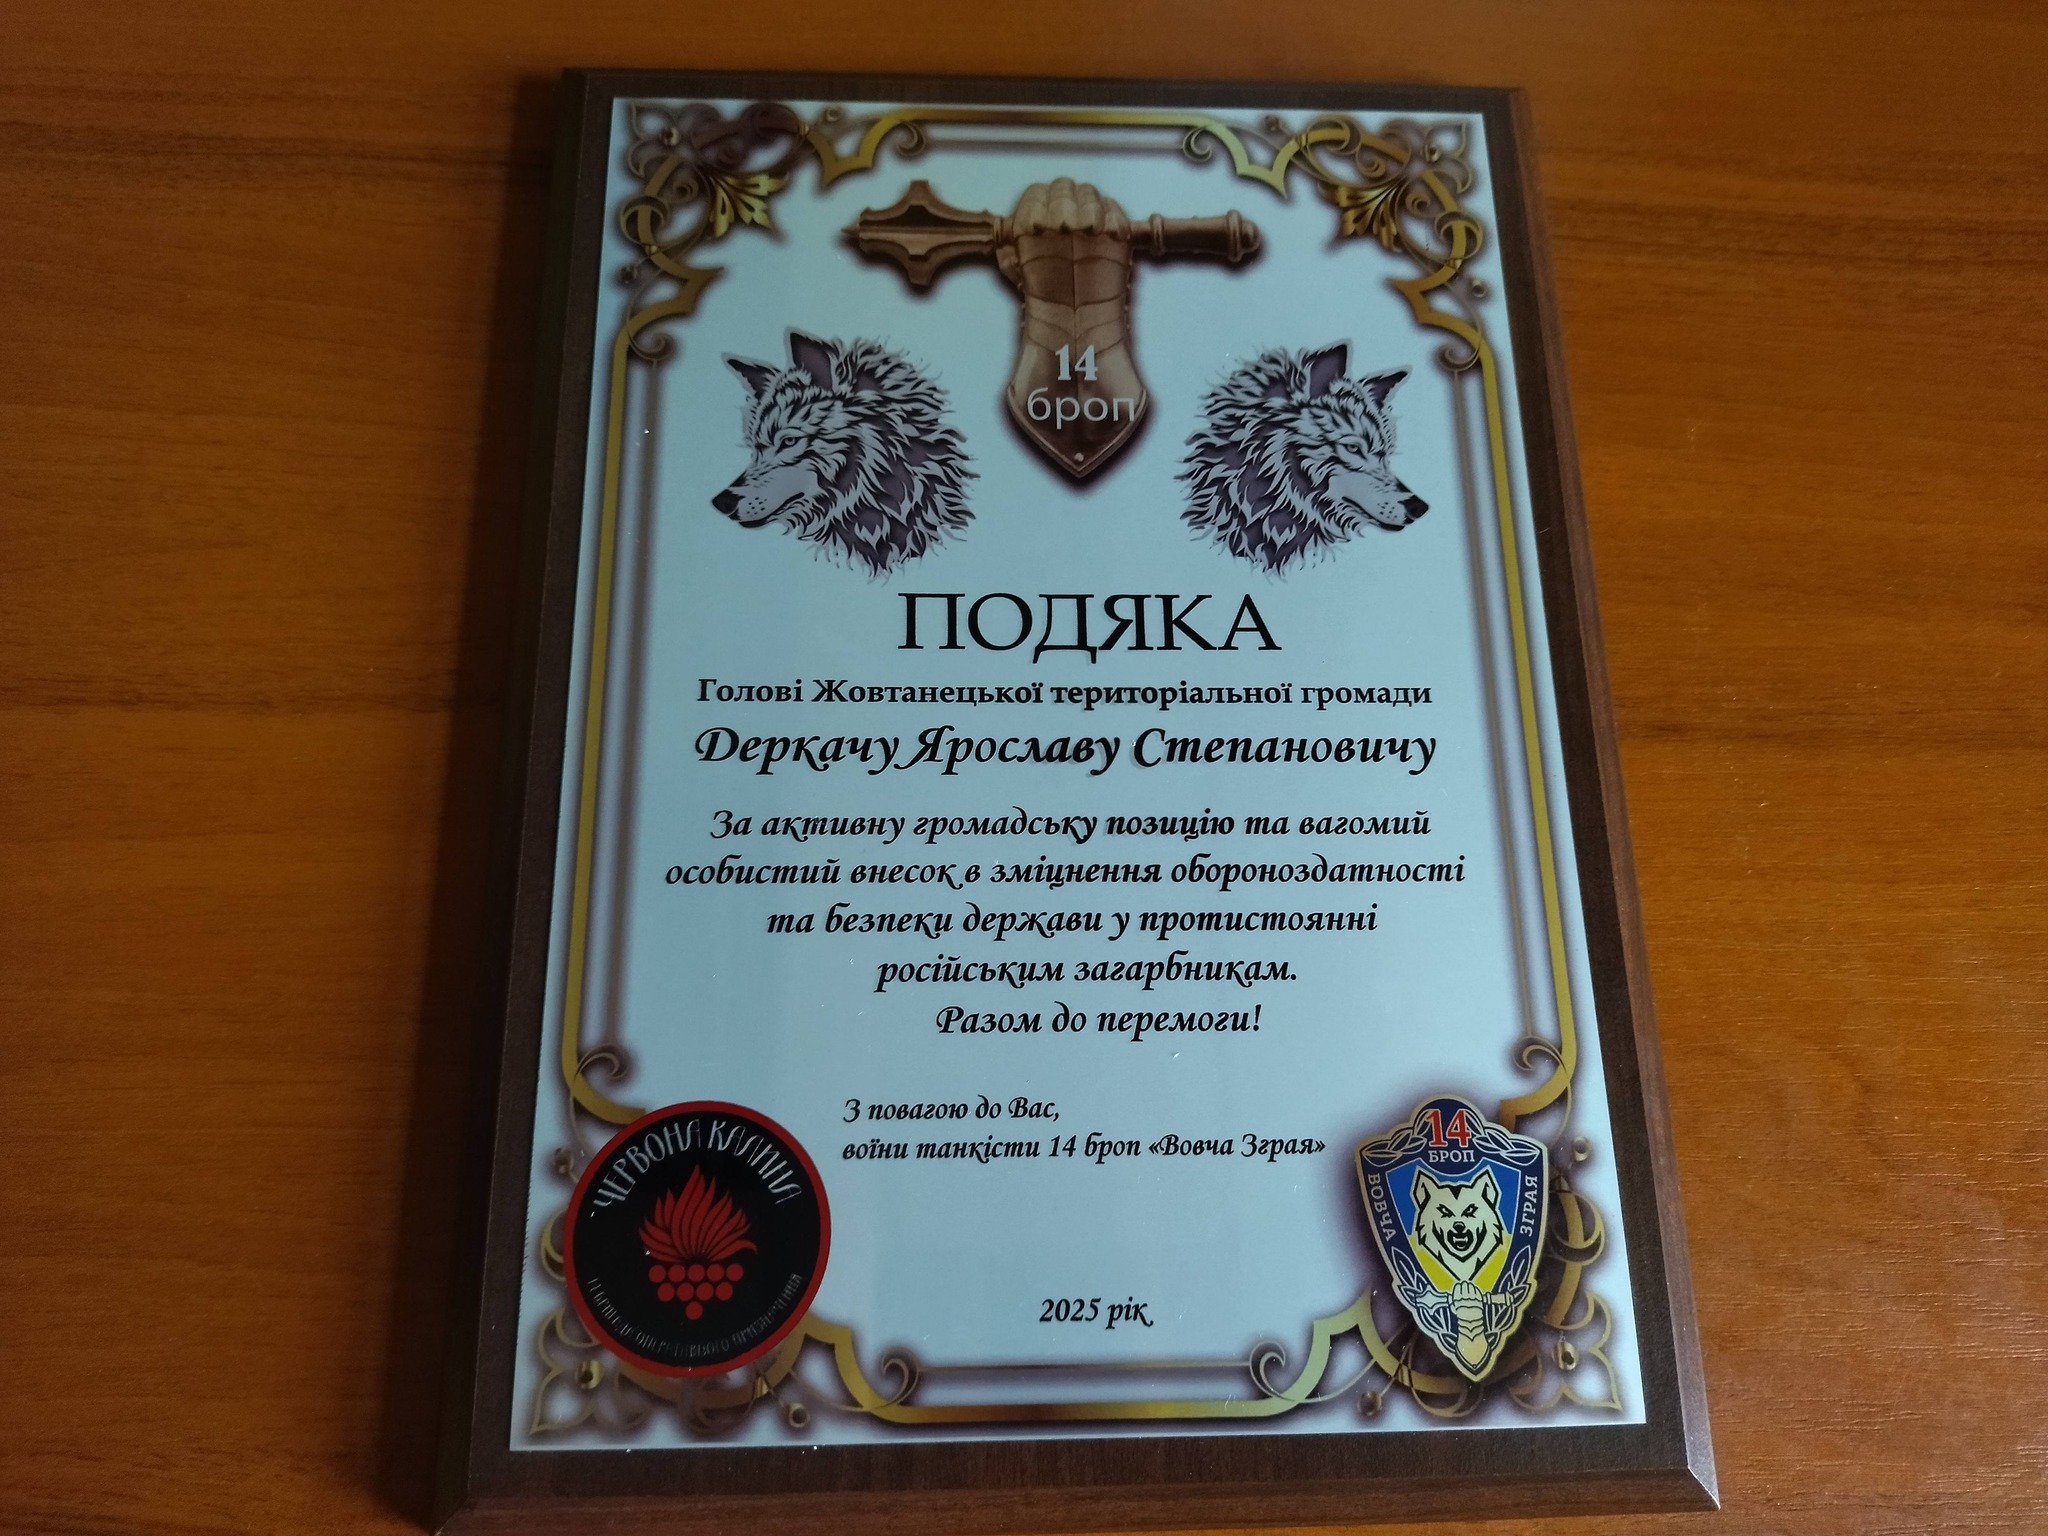 14
броп
ПОДЯКА
Голові Жовтанецької територіальної громади
Деркачу Ярославу Степановичу
За активну громадську позицію та вагомий
особистий внесок в зміцнення обороноздатності
та безпеки держави у протистоянні
російським загарбникам.
Разом до перемоги!
З повагою до Вас,
воїни танкісти 14 броп «Вовча Зграя»
ЧЕРВОНА КАЛИНА
14
БРОП
ВОВЧА
ЗГРАЯ
2025 рік